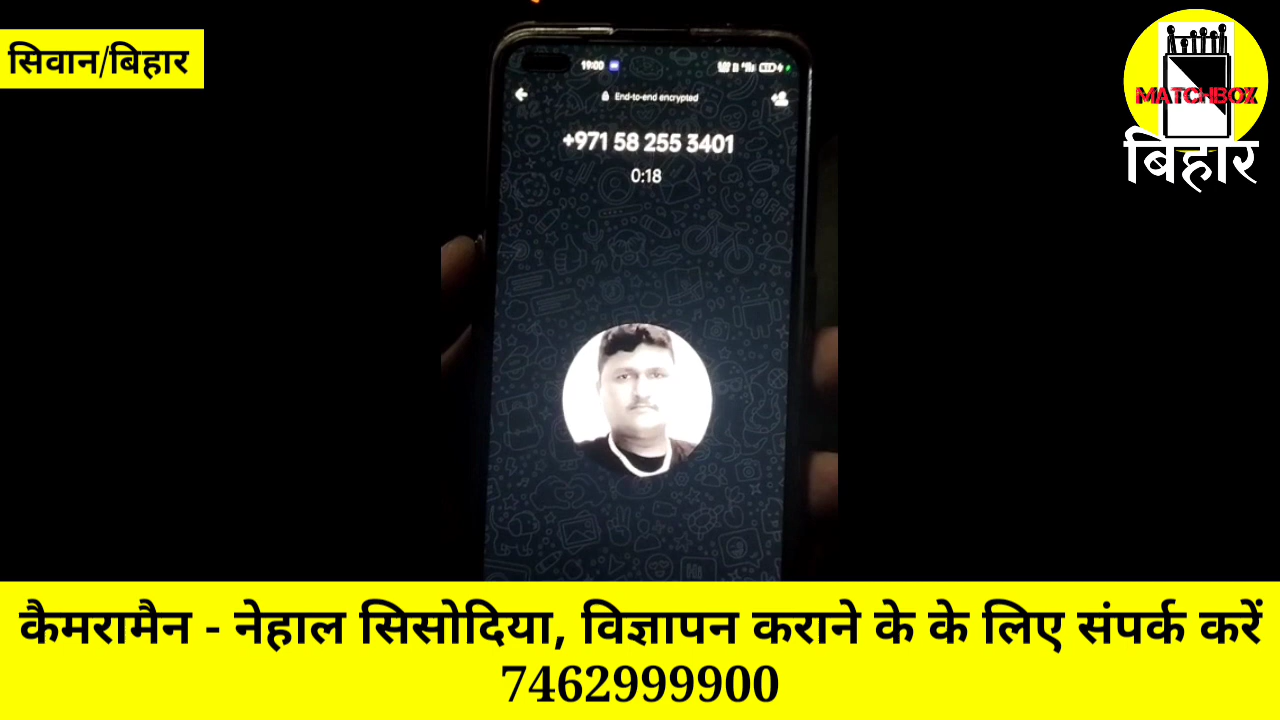 सिवान/बिहार
MATCHBOX
बिहार
19:00
End-to-end encrypted
+971 58 255 3401
0:18
कैमरामैन - नेहाल सिसोदिया, विज्ञापन कराने के के लिए संपर्क करें
7462999900